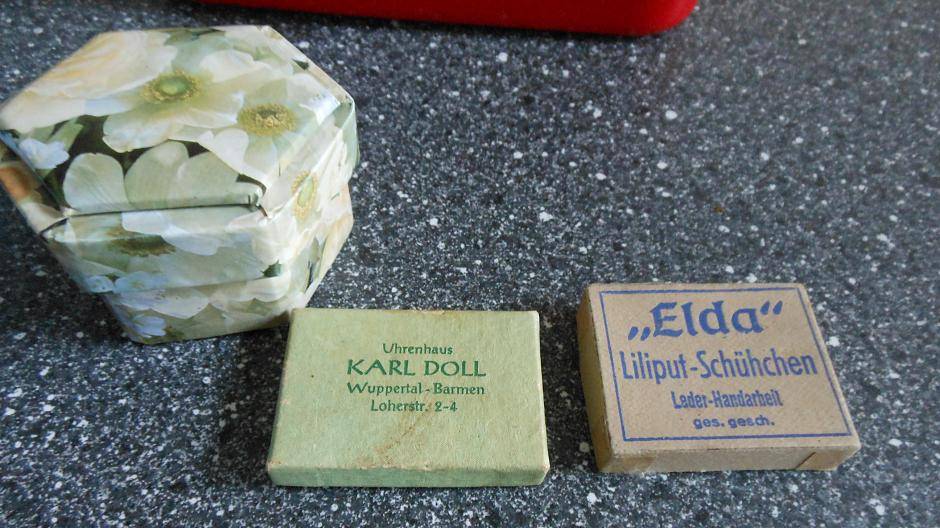 Uhrenhaus
KARL DOLL
Wuppertal-Barmen
Loherstr. 2-4
„Elda“
Liliput-Schühchen
Leder-Handarbeit
ges. gesch.